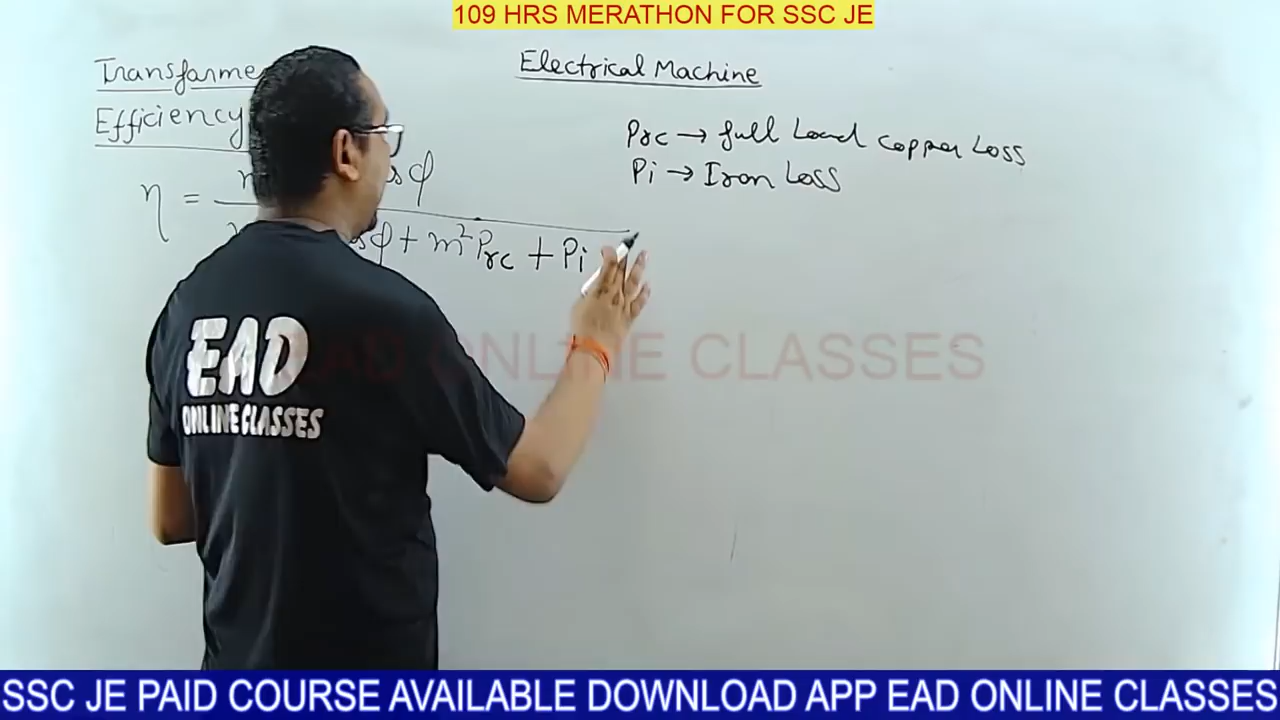 109 HRS MERATHON FOR SSC JE
Electrical Machine
Transforme
Efficiency
Prc → full Load copper Loss
Pi → Iron Loss
η = φ
φ + m²Prc + Pi
EAD ONLINE CLASSES
EAD
ONLINE CLASSES
SSC JE PAID COURSE AVAILABLE DOWNLOAD APP EAD ONLINE CLASSES